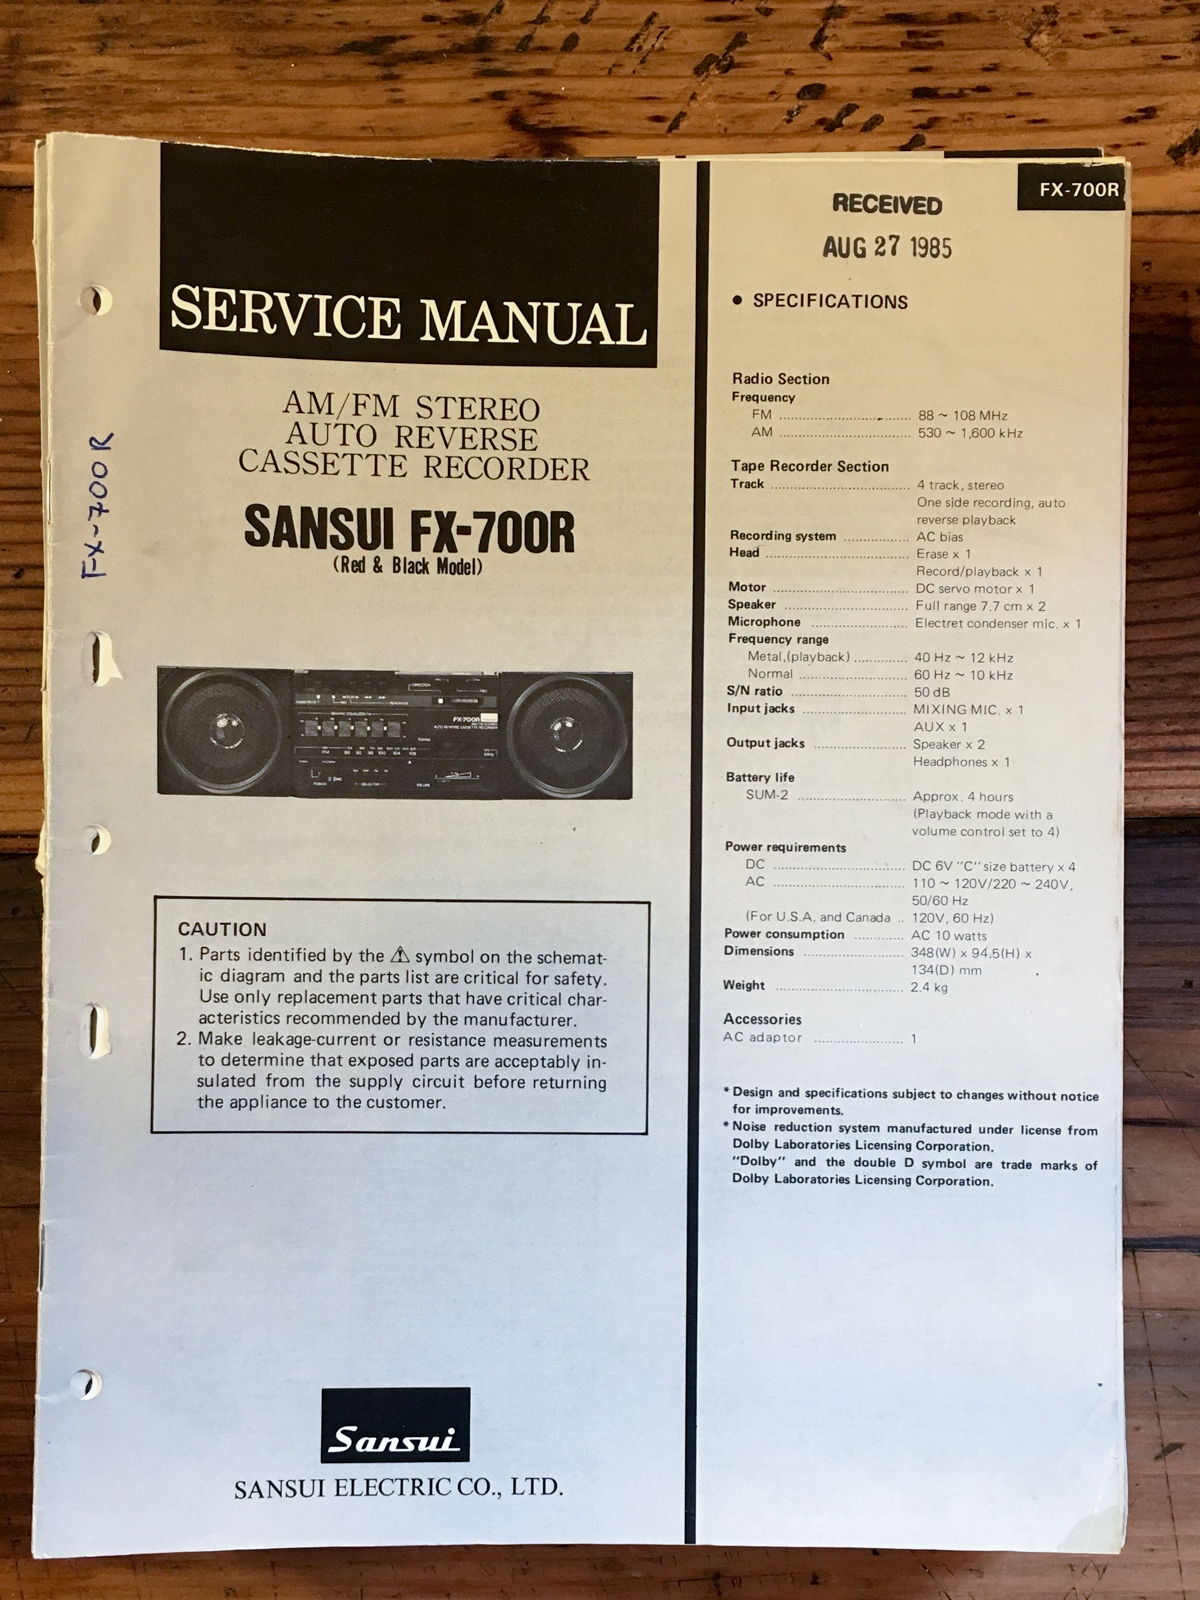 SERVICE MANUAL
AM/FM STEREO
AUTO REVERSE
CASSETTE RECORDER
SANSUI FX-700R
(Red & Black Model)
FX-700R
FX-700R
CAUTION
1. Parts identified by the ⚠ symbol on the schemat-
ic diagram and the parts list are critical for safety.
Use only replacement parts that have critical char-
acteristics recommended by the manufacturer.
2. Make leakage-current or resistance measurements
to determine that exposed parts are acceptably in-
sulated from the supply circuit before returning
the appliance to the customer.
Sansui
SANSUI ELECTRIC CO., LTD.
FX-700R
RECEIVED
AUG 27 1985
● SPECIFICATIONS
Radio Section
Frequency
FM .............................. 88 ~ 108 MHz
AM .............................. 530 ~ 1,600 kHz
Tape Recorder Section
Track .............................. 4 track, stereo
One side recording, auto
reverse playback
Recording system .............. AC bias
Head .............................. Erase x 1
Record/playback x 1
Motor .............................. DC servo motor x 1
Speaker .......................... Full range 7.7 cm x 2
Microphone .................... Electret condenser mic. x 1
Frequency range
Metal,(playback) ............ 40 Hz ~ 12 kHz
Normal ........................ 60 Hz ~ 10 kHz
S/N ratio ........................ 50 dB
Input jacks ...................... MIXING MIC. x 1
AUX x 1
Output jacks .................... Speaker x 2
Headphones x 1
Battery life
SUM-2 ........................ Approx. 4 hours
(Playback mode with a
volume control set to 4)
Power requirements
DC .............................. DC 6V "C" size battery x 4
AC .............................. 110 ~ 120V/220 ~ 240V,
50/60 Hz
(For U.S.A. and Canada .. 120V, 60 Hz)
Power consumption ............ AC 10 watts
Dimensions ...................... 348(W) x 94.5(H) x
134(D) mm
Weight ............................ 2.4 kg
Accessories
AC adaptor ...................... 1
* Design and specifications subject to changes without notice
for improvements.
* Noise reduction system manufactured under license from
Dolby Laboratories Licensing Corporation.
"Dolby" and the double D symbol are trade marks of
Dolby Laboratories Licensing Corporation.